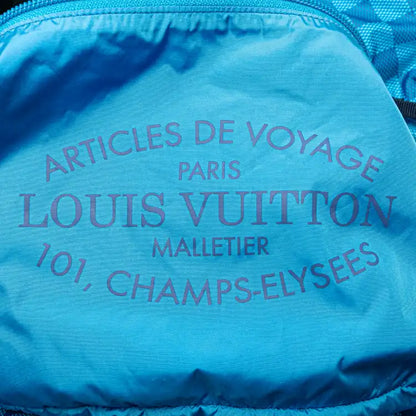 ARTICLES DE VOYAGE
PARIS
LOUIS VUITTON
MALLETIER
101, CHAMPS-ELYSEES